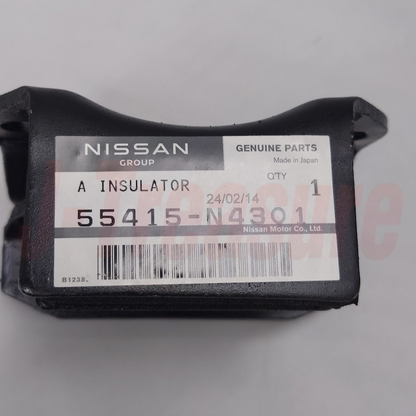 NISSAN
GROUP
GENUINE PARTS
Made in Japan
A INSULATOR
Q'TY
1
24/02/14
55415-N4301
Nissan Motor Co., Ltd.
B1238.